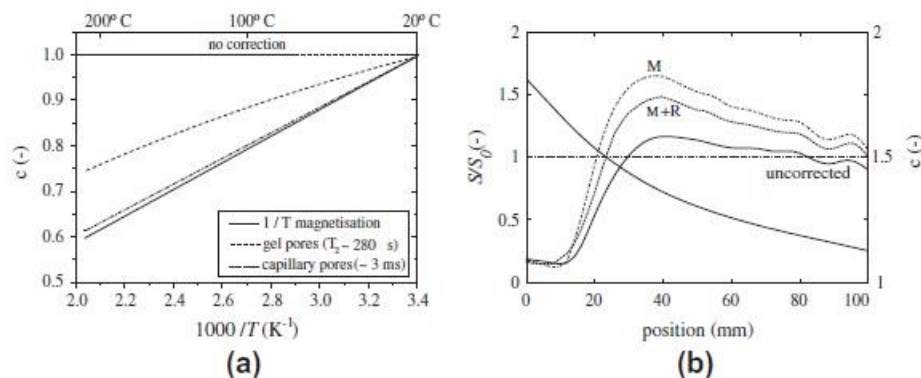 200° C 100° C 20° C
no correction
1.0
0.9
0.8
0.7
0.6
0.5
c (-)
1 / T magnetisation
gel pores (T2 ~ 280 s)
capillary pores (~ 3 ms)
2.0 2.2 2.4 2.6 2.8 3.0 3.2 3.4
1000 /T (K-1)
(a)
2
1.5
1
0.5
0
S/S0(-)
M
M+R
uncorrected
2
1.5
1
c (-)
0 20 40 60 80 100
position (mm)
(b)